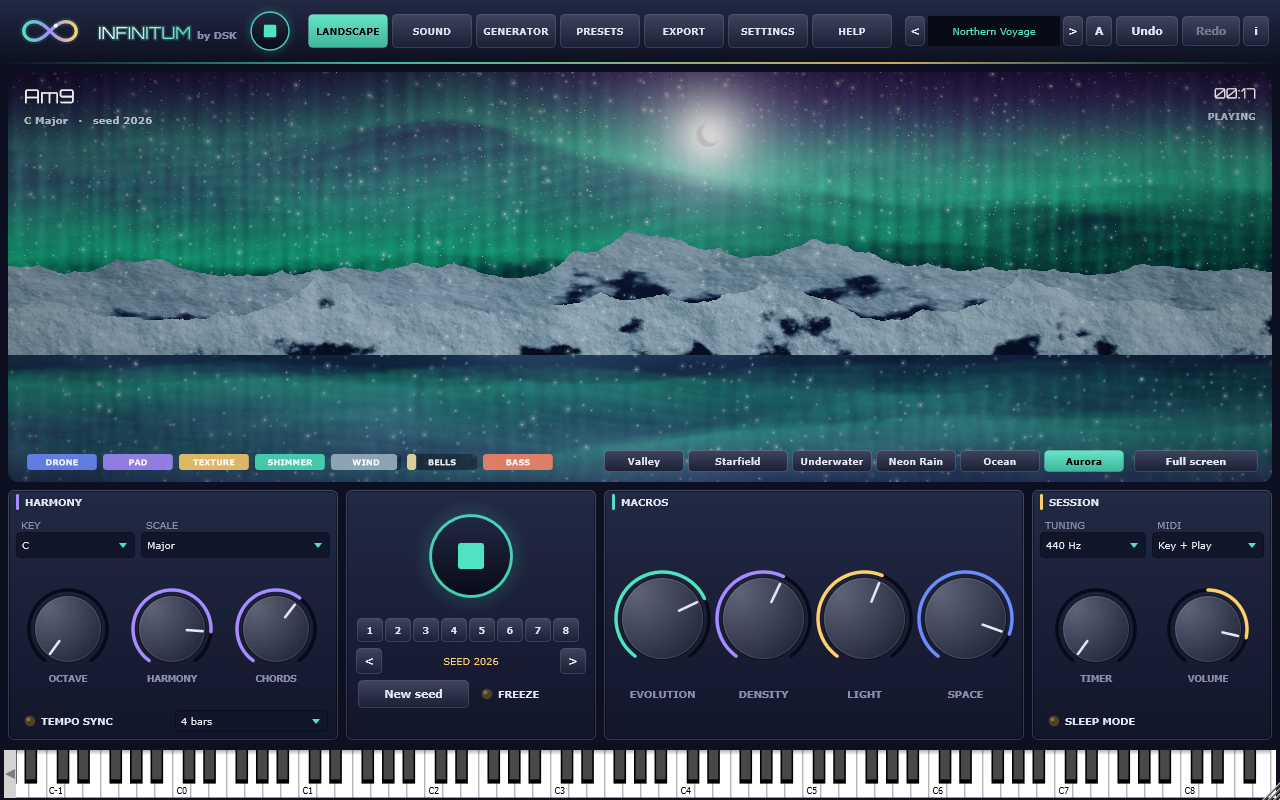 INFINITUM by DSK
LANDSCAPE SOUND GENERATOR PRESETS EXPORT SETTINGS HELP < Northern Voyage > A Undo Redo i
Am9
C Major · seed 2026
00:17
PLAYING
DRONE PAD TEXTURE SHIMMER WIND BELLS BASS
Valley Starfield Underwater Neon Rain Ocean Aurora Full screen
HARMONY
KEY SCALE
C Major
OCTAVE HARMONY CHORDS
TEMPO SYNC 4 bars
1 2 3 4 5 6 7 8
< SEED 2026 >
New seed FREEZE
MACROS
EVOLUTION DENSITY LIGHT SPACE
SESSION
TUNING MIDI
440 Hz Key + Play
TIMER VOLUME
SLEEP MODE
C-1 C0 C1 C2 C3 C4 C5 C6 C7 C8